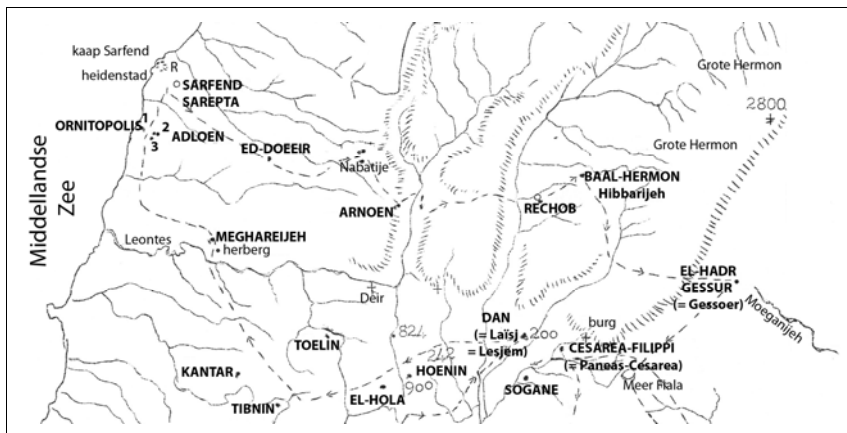 kaap Sarfend
heidenstad
R
SARFEND
SAREPTA
Grote Hermon
2800
ORNITOPOLIS
1
2
3
ADLOEN
ED-DOEEIR
Nabatije
Grote Hermon
BAAL-HERMON
Hibbarijeh
Middellandse
Zee
ARNOEN
RECHOB
Leontes
MEGHAREIJEH
herberg
EL-HADR
GESSUR
(= Gessoer)
Moeganijeh
Deir
DAN
(= Laïsj
= Lesjem)
200
burg
824
242
TOELIN
CESAREA-FILIPPI
(= Paneas-Cesarea)
KANTAR
HOENIN
900
SOGANE
Meer Fiala
TIBNIN
EL-HOLA